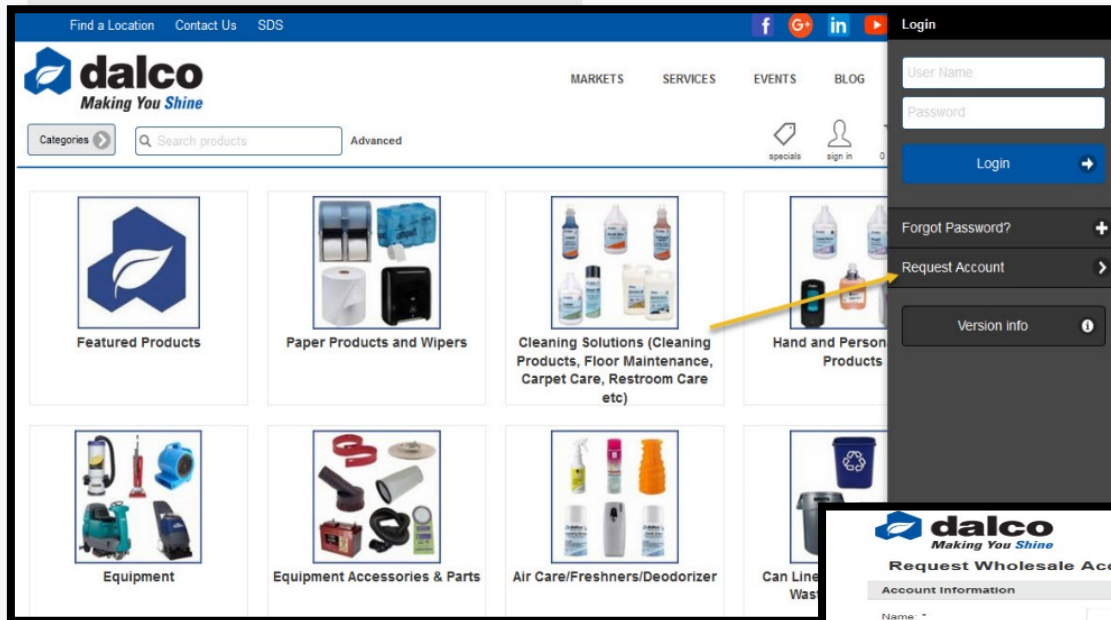 Find a Location Contact Us SDS
f G+ in
dalco
Making You Shine
MARKETS SERVICES EVENTS BLOG
Categories
Search products
Advanced
specials
sign in
0
Featured Products
Paper Products and Wipers
Cleaning Solutions (Cleaning
Products, Floor Maintenance,
Carpet Care, Restroom Care
etc)
Hand and Person
Products
Equipment
Equipment Accessories & Parts
Air Care/Freshners/Deodorizer
Can Line
Was
Login
User Name
Password
Login
Forgot Password?
Request Account
Version info
dalco
Making You Shine
Request Wholesale Acc
Account Information
Name: *